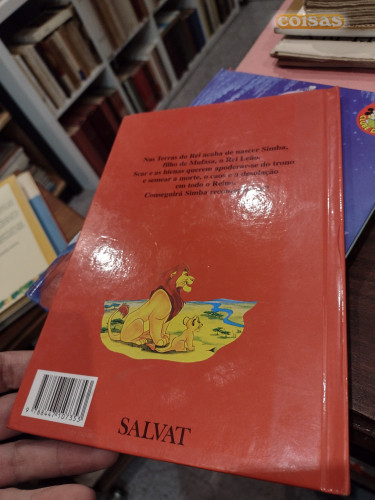 coisas
Nas Terras do Rei acaba de nascer Simba,
filho de Mufasa, o Rei Leão.
Scar e as hienas querem apoderar-se do trono
e semear a morte, o caos e a desolação
em todo o Reino.
Conseguirá Simba
SALVAT